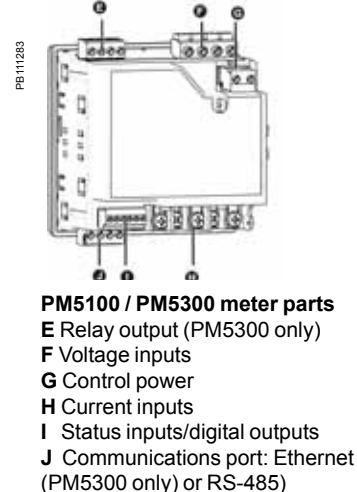 E
F
G
PB111283
J
I
H
PM5100 / PM5300 meter parts
E Relay output (PM5300 only)
F Voltage inputs
G Control power
H Current inputs
I Status inputs/digital outputs
J Communications port: Ethernet
(PM5300 only) or RS-485)